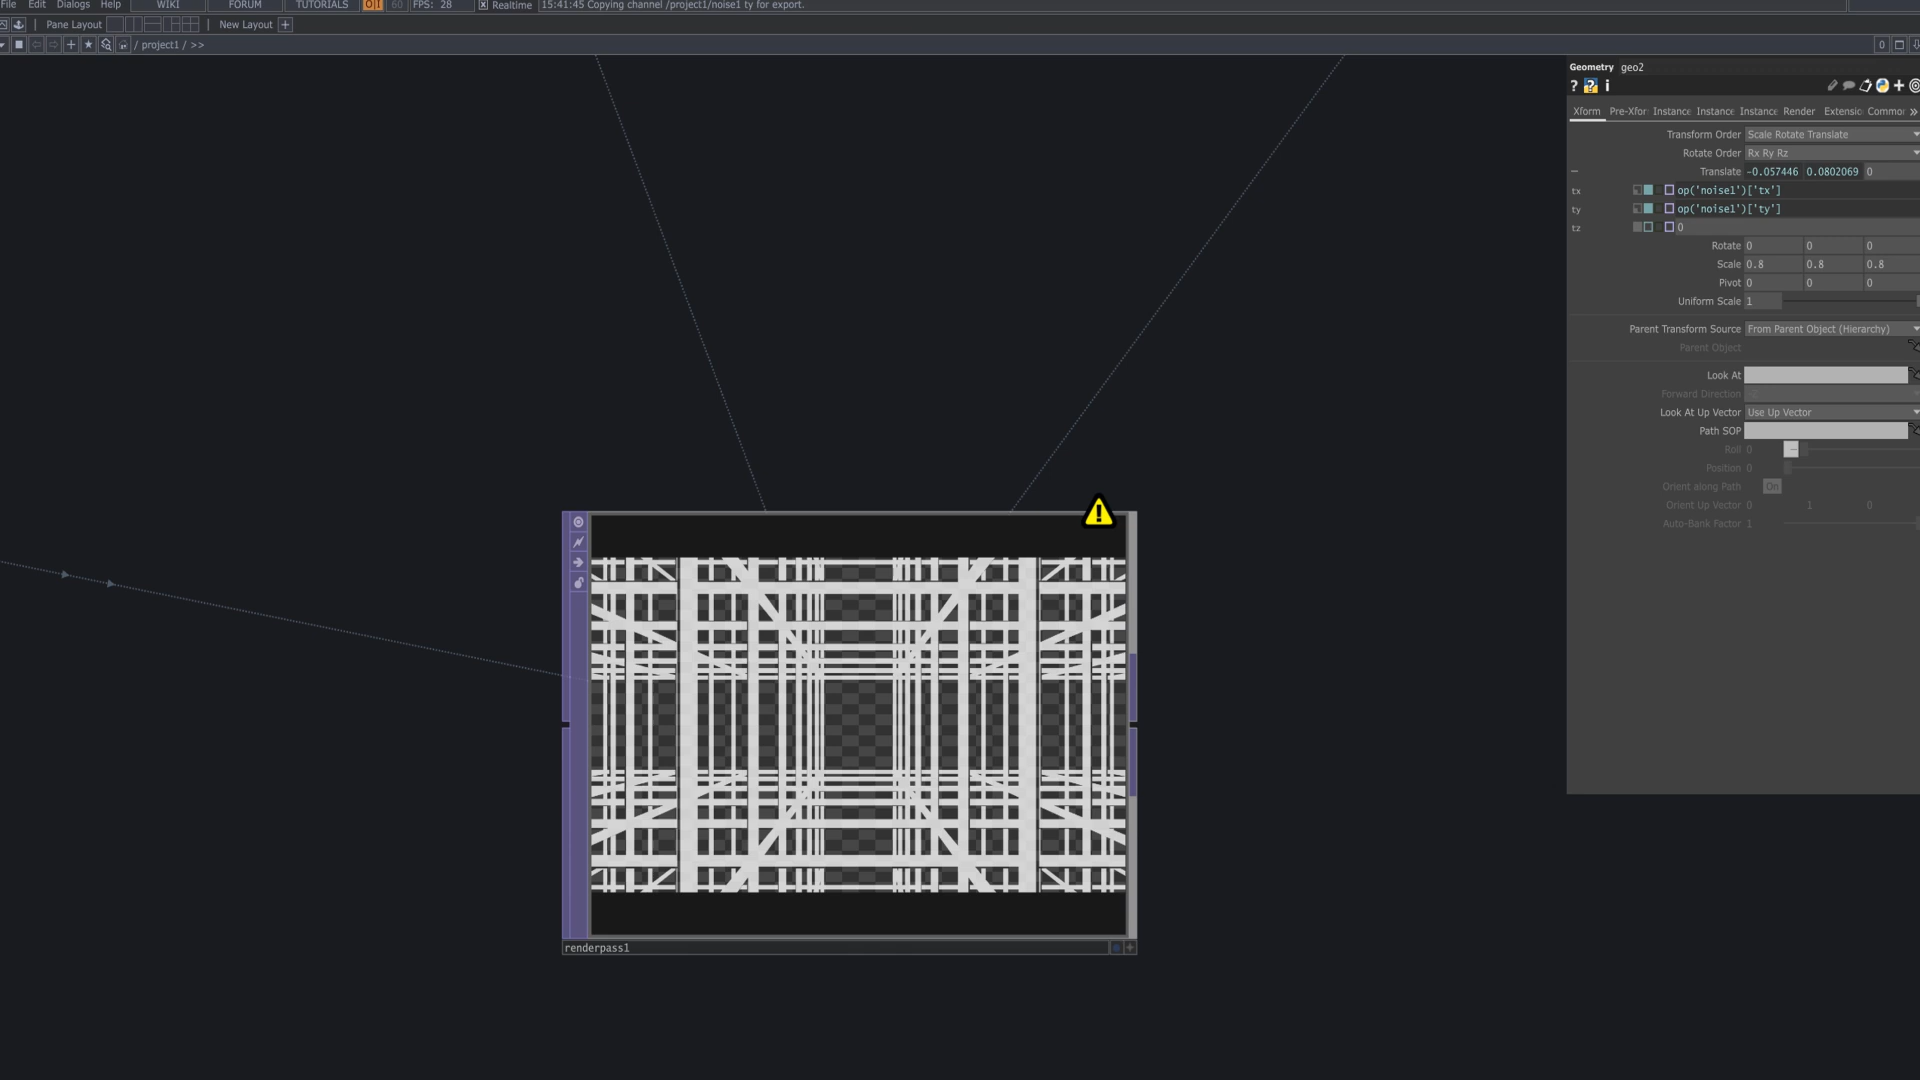 File Edit Dialogs Help WIKI FORUM TUTORIALS O|I 60 FPS: 28 Realtime 15:41:45 Copying channel /project1/noise1 ty for export.
Pane Layout New Layout +
/ project1 / >> 0
Geometry geo2
? ? i
Xform Pre-Xfor Instance Instance Instance Render Extensio Commo »
Transform Order Scale Rotate Translate
Rotate Order Rx Ry Rz
Translate -0.057446 0.0802069 0
tx op('noise1')['tx']
ty op('noise1')['ty']
tz 0
Rotate 0 0 0
Scale 0.8 0.8 0.8
Pivot 0 0 0
Uniform Scale 1
Parent Transform Source From Parent Object (Hierarchy)
Parent Object
Look At
Forward Direction
Look At Up Vector Use Up Vector
Path SOP
Roll 0
Position 0
Orient along Path On
Orient Up Vector 0 1 0
Auto-Bank Factor 1
renderpass1